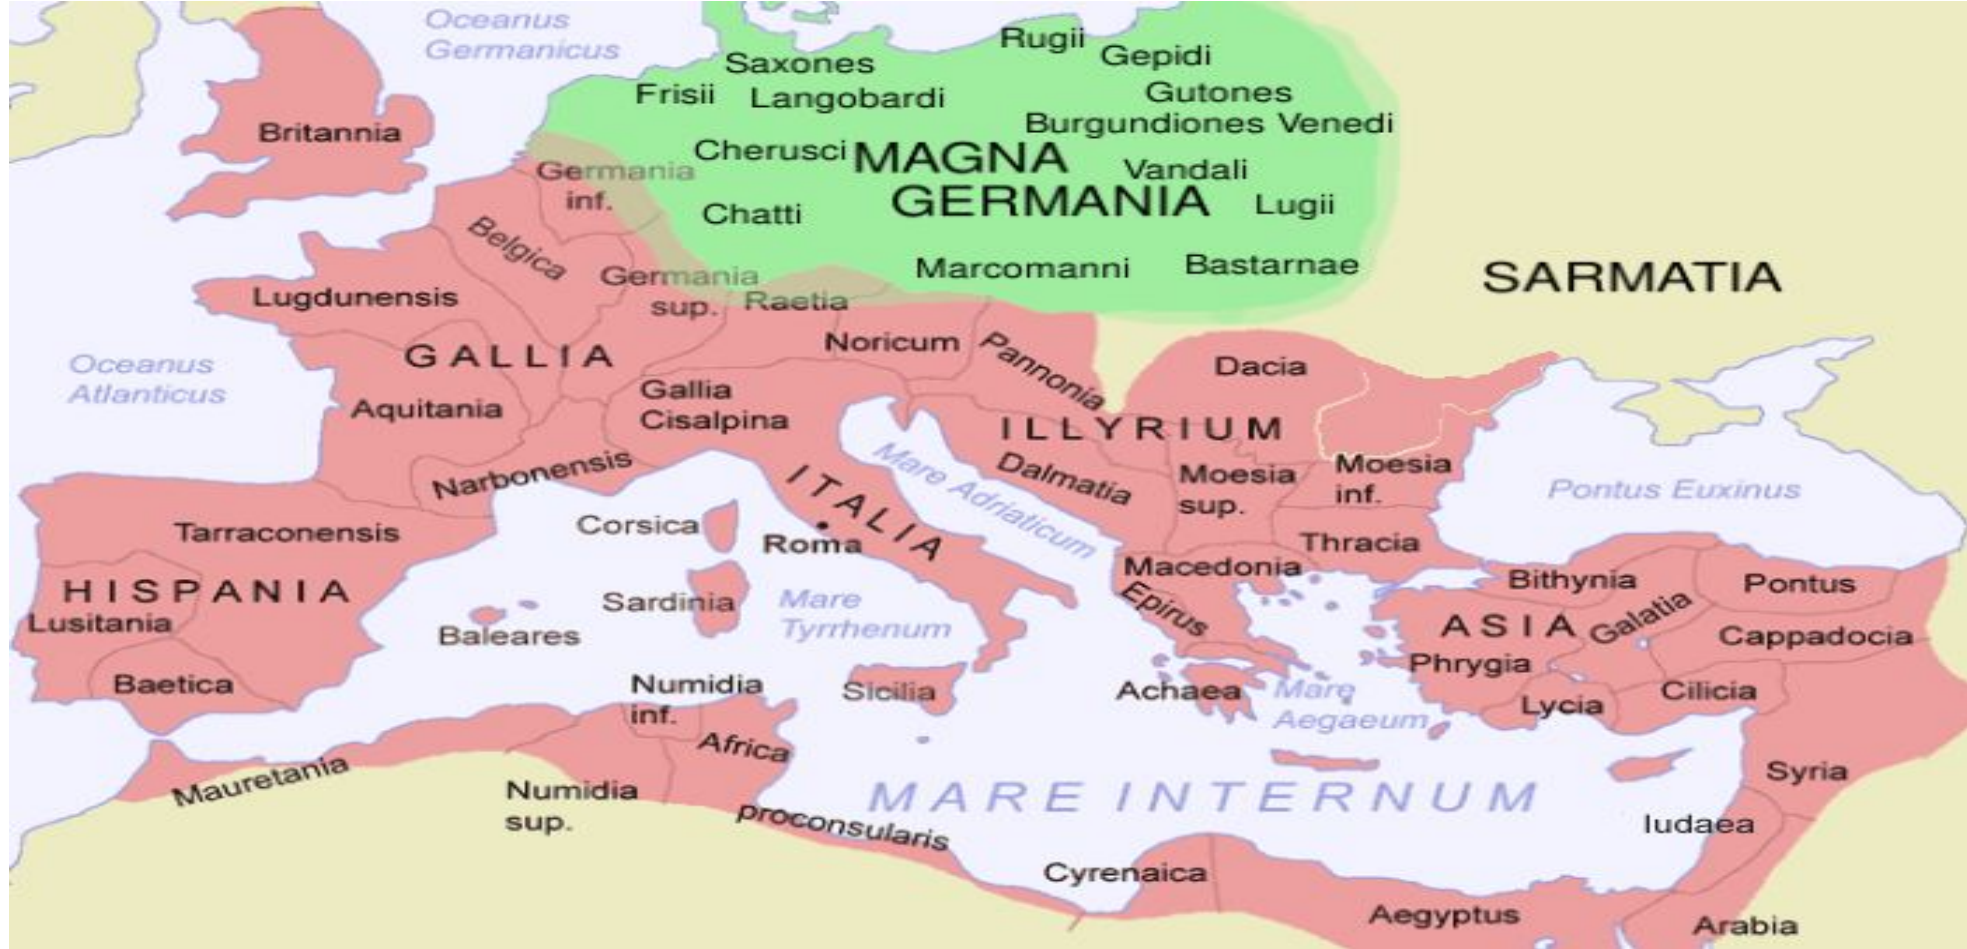 Oceanus
Germanicus
Rugii
Gepidi
Saxones
Frisii
Langobardi
Gutones
Burgundiones Venedi
Britannia
Cherusci
MAGNA
GERMANIA
Vandali
Germania
inf.
Chatti
Lugii
Belgica
Marcomanni
Bastarnae
SARMATIA
Germania
sup.
Raetia
Lugdunensis
Noricum
Pannonia
Dacia
GALLIA
Oceanus
Atlanticus
Gallia
Cisalpina
Aquitania
ILLYRIUM
Mare Adriaticum
Dalmatia
Moesia
sup.
Moesia
inf.
Narbonensis
ITALIA
Pontus Euxinus
Tarraconensis
Corsica
Roma
Thracia
Macedonia
Bithynia
Pontus
HISPANIA
Lusitania
Sardinia
Mare
Tyrrhenum
Epirus
ASIA
Galatia
Cappadocia
Baleares
Phrygia
Baetica
Numidia
inf.
Sicilia
Achaea
Mare
Aegaeum
Lycia
Cilicia
Africa
Mauretania
Syria
Numidia
sup.
MARE INTERNUM
proconsularis
Iudaea
Cyrenaica
Aegyptus
Arabia